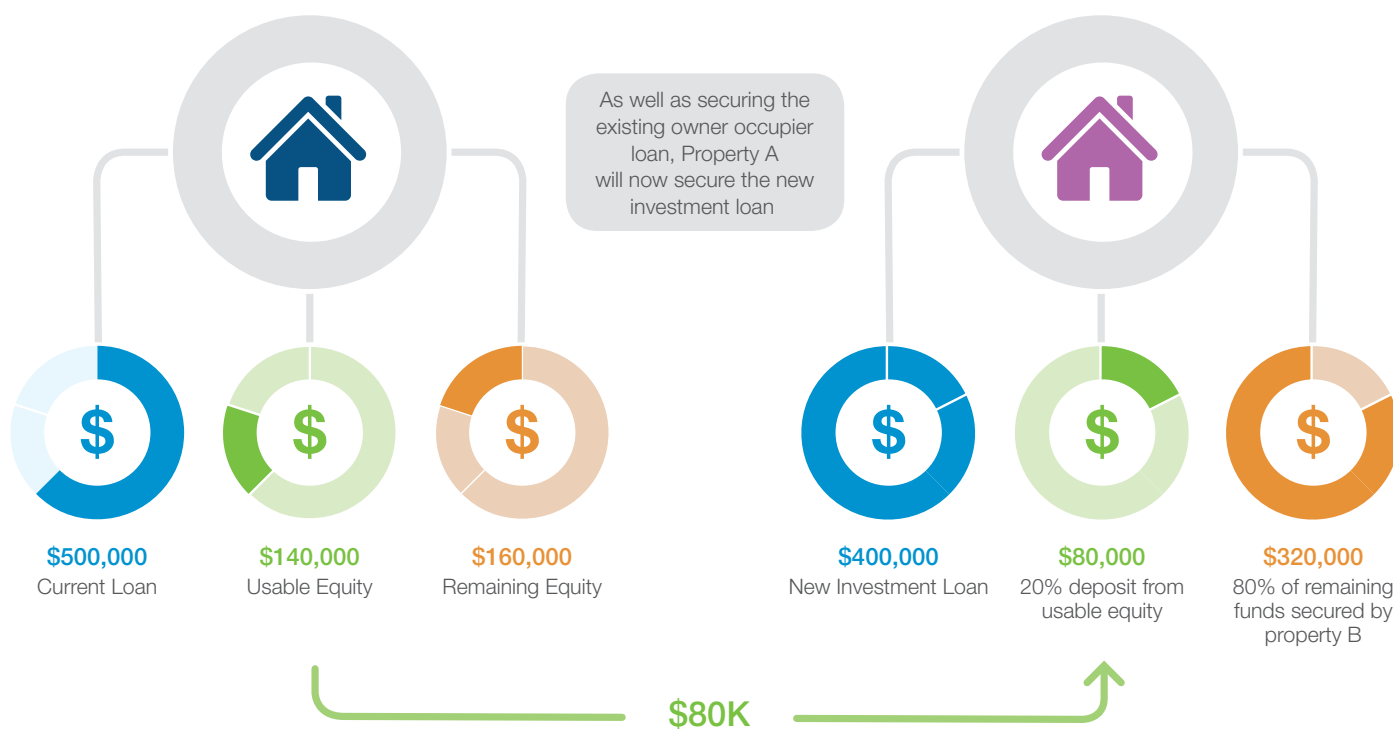 As well as securing the
existing owner occupier
loan, Property A
will now secure the new
investment loan
$
$
$
$
$
$
$500,000
Current Loan
$140,000
Usable Equity
$160,000
Remaining Equity
$400,000
New Investment Loan
$80,000
20% deposit from
usable equity
$320,000
80% of remaining
funds secured by
property B
$80K